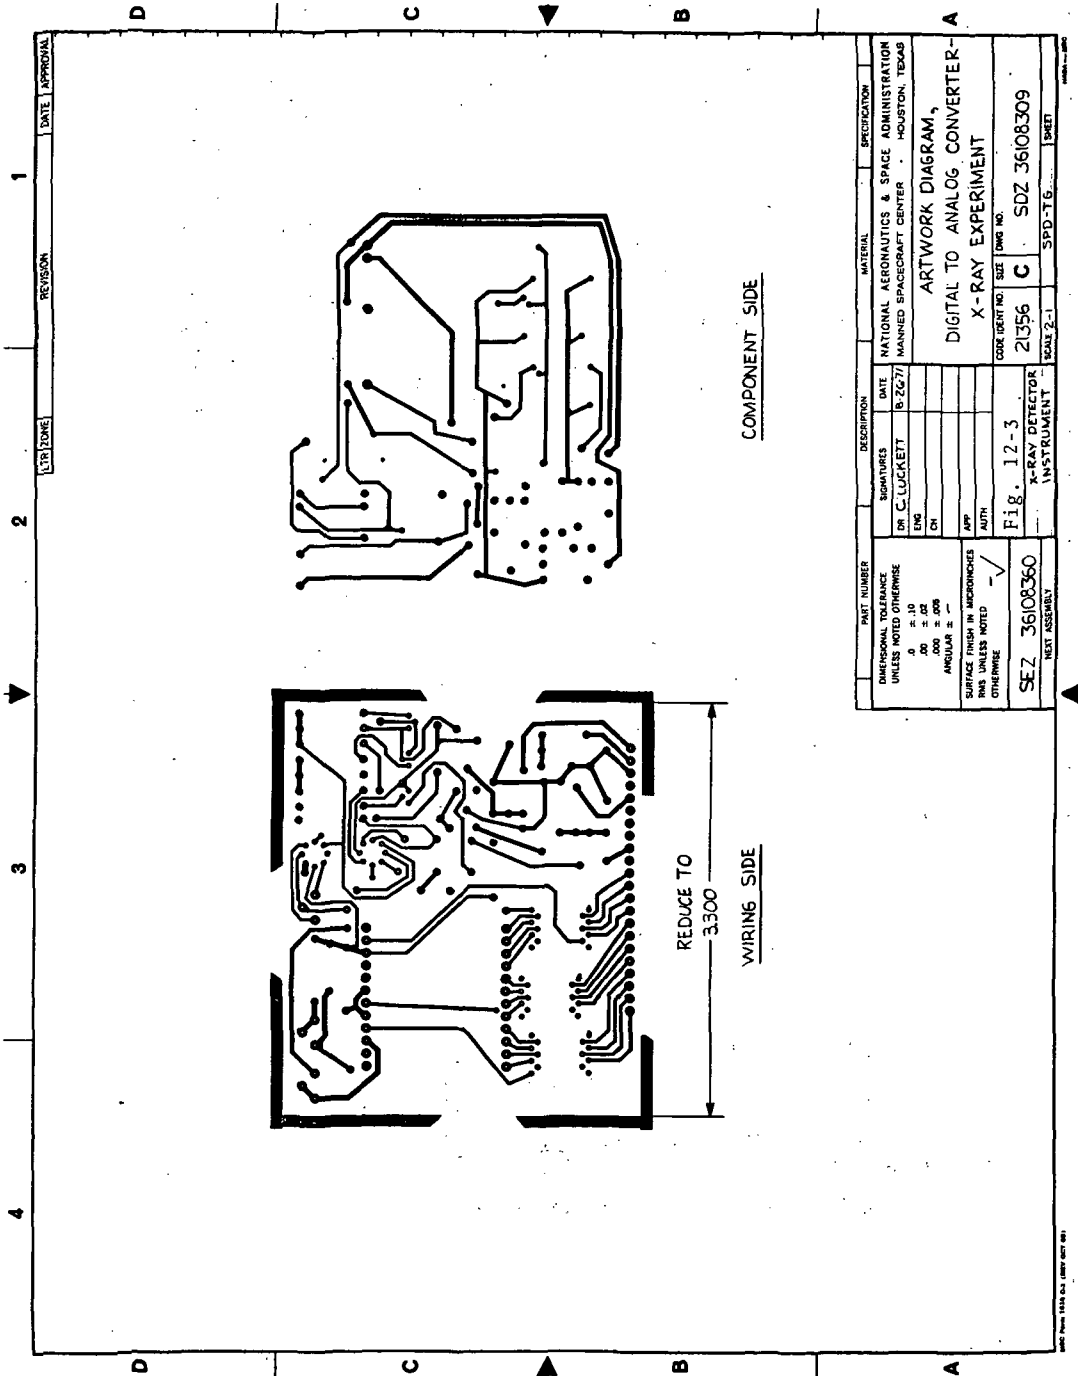 D
C
B
A
1
2
3
4
LTR
ZONE
REVISION
DATE
APPROVAL
COMPONENT SIDE
REDUCE TO
3.300
WIRING SIDE
PART NUMBER
DESCRIPTION
MATERIAL
SPECIFICATION
DIMENSIONAL TOLERANCE
UNLESS NOTED OTHERWISE
.0 ± .10
.00 ± .02
.000 ± .005
ANGULAR ± -
SURFACE FINISH IN MICROINCHES
RMS UNLESS NOTED
OTHERWISE
SEZ 36108360
NEXT ASSEMBLY
SIGNATURES
DATE
DR C. LUCKETT
ENG
CH
APP
AUTH
Fig. 12-3
X-RAY DETECTOR
INSTRUMENT
NATIONAL AERONAUTICS & SPACE ADMINISTRATION
MANNED SPACECRAFT CENTER - HOUSTON, TEXAS
ARTWORK DIAGRAM,
DIGITAL TO ANALOG CONVERTER-
X-RAY EXPERIMENT
CODE IDENT NO.
21356
SIZE
C
DWG NO.
SDZ 36108309
SCALE 2-1
SPD-TG
SHEET
D
C
B
A